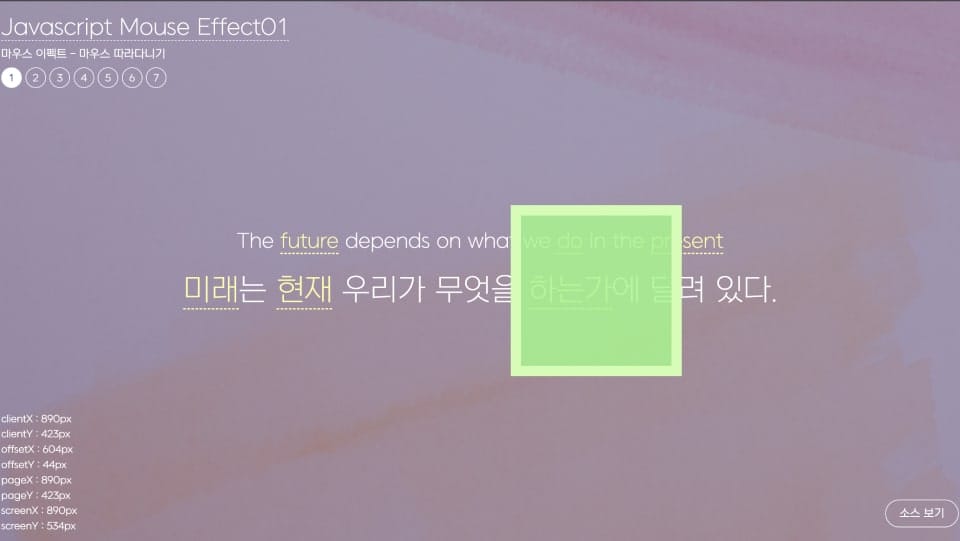 Javascript Mouse Effect01
마우스 이펙트 - 마우스 따라다니기
1 2 3 4 5 6 7
The future depends on what we do in the present
미래는 현재 우리가 무엇을 하는가에 달려 있다.
clientX : 890px
clientY : 423px
offsetX : 604px
offsetY : 44px
pageX : 890px
pageY : 423px
screenX : 890px
screenY : 534px
소스 보기